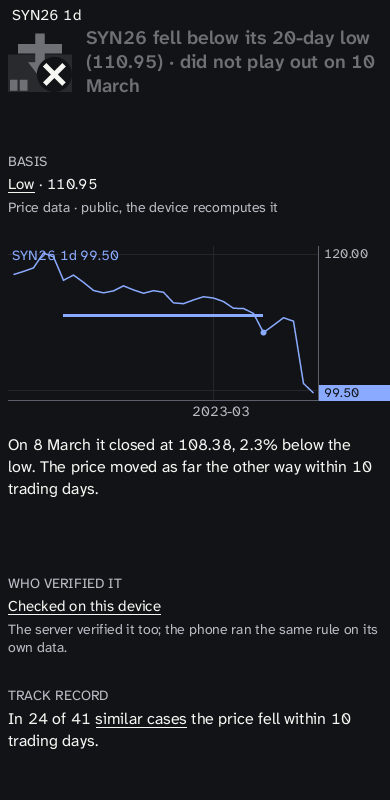 SYN26 1d
SYN26 fell below its 20-day low
(110.95) · did not play out on 10
March
BASIS
Low · 110.95
Price data · public, the device recomputes it
SYN26 1d 99.50
120.00
99.50
2023-03
On 8 March it closed at 108.38, 2.3% below the
low. The price moved as far the other way within 10
trading days.
WHO VERIFIED IT
Checked on this device
The server verified it too; the phone ran the same rule on its
own data.
TRACK RECORD
In 24 of 41 similar cases the price fell within 10
trading days.